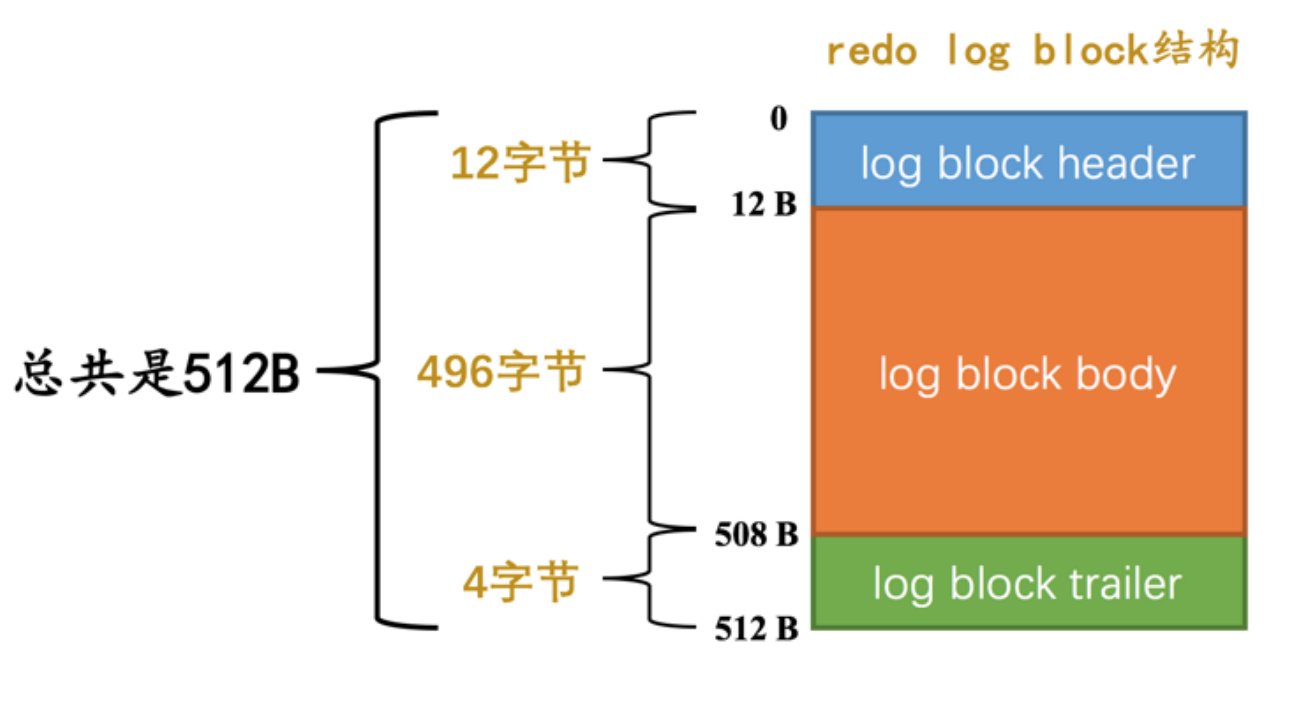 redo log block结构
总共是512B
12字节
496字节
4字节
0
12 B
508 B
512 B
log block header
log block body
log block trailer